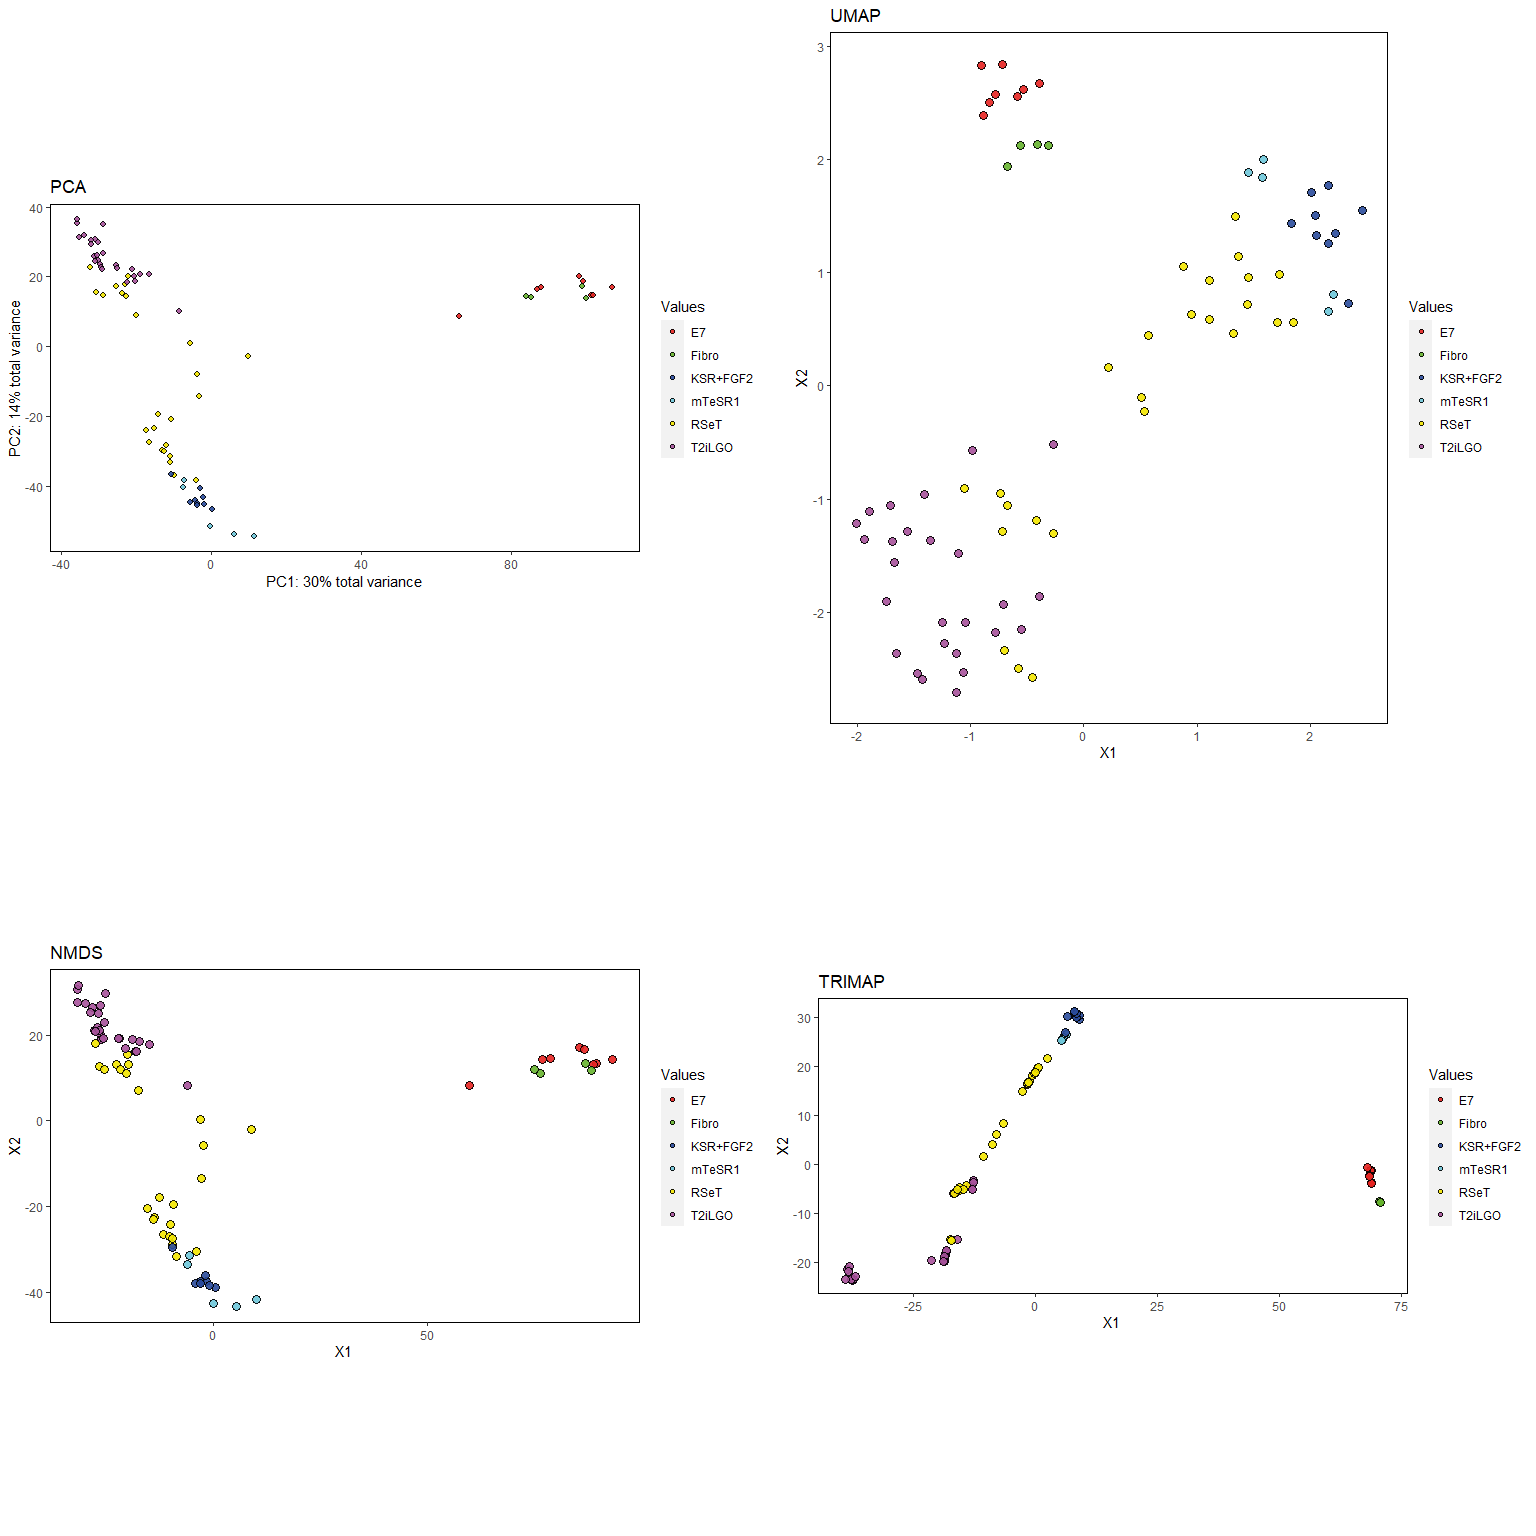 PCA
40
20
0
-20
-40
-40
0
40
80
PC1: 30% total variance
PC2: 14% total variance
Values
E7
Fibro
KSR+FGF2
mTeSR1
RSeT
T2iLGO
UMAP
3
2
1
0
-1
-2
-2
-1
0
1
2
X1
X2
Values
E7
Fibro
KSR+FGF2
mTeSR1
RSeT
T2iLGO
NMDS
20
0
-20
-40
0
50
X1
X2
Values
E7
Fibro
KSR+FGF2
mTeSR1
RSeT
T2iLGO
TRIMAP
30
20
10
0
-10
-20
-25
0
25
50
75
X1
X2
Values
E7
Fibro
KSR+FGF2
mTeSR1
RSeT
T2iLGO